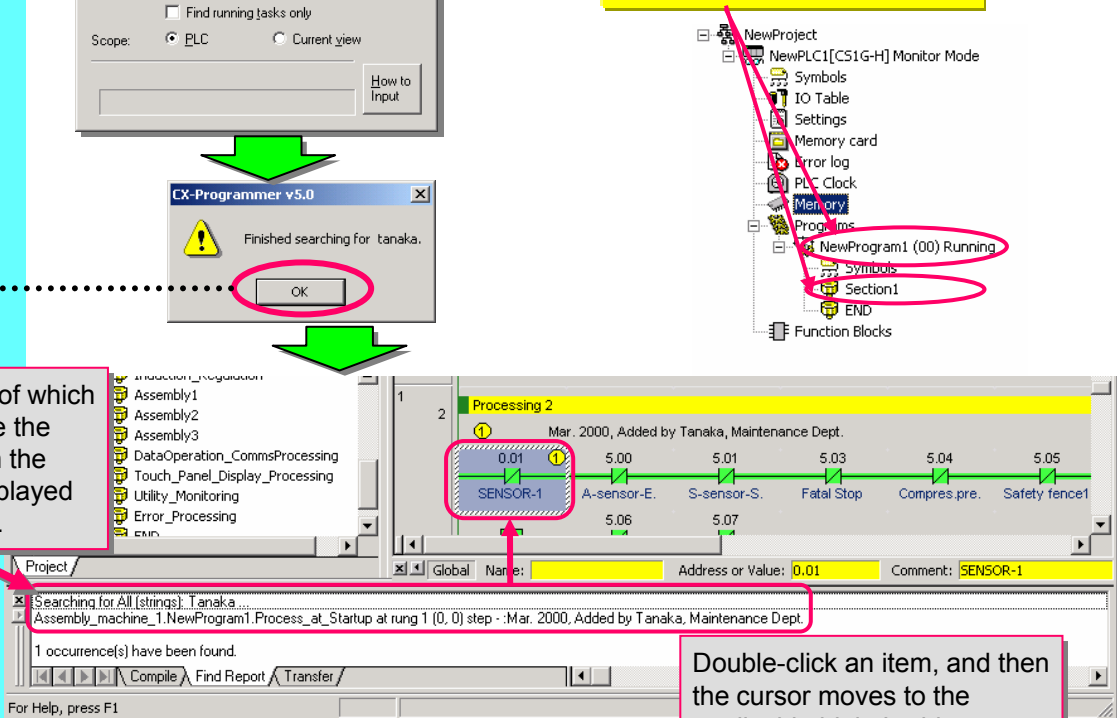 Find running tasks only
Scope: PLC Current view
How to Input
CX-Programmer v5.0
Finished searching for tanaka.
OK
NewProject
NewPLC1[CS1G-H] Monitor Mode
Symbols
IO Table
Settings
Memory card
Error log
PLC Clock
Memory
Programs
NewProgram1 (00) Running
Symbols
Section1
END
Function Blocks
of which
e the
the
played
Induction_Regulation
Assembly1
Assembly2
Assembly3
DataOperation_CommsProcessing
Touch_Panel_Display_Processing
Utility_Monitoring
Error_Processing
END
Project
1
2
Processing 2
1 Mar. 2000, Added by Tanaka, Maintenance Dept.
0.01 1 5.00 5.01 5.03 5.04 5.05
SENSOR-1 A-sensor-E. S-sensor-S. Fatal Stop Compres.pre. Safety fence1
5.06 5.07
Global Name: Address or Value: 0.01 Comment: SENSOR-1
Searching for All (strings): Tanaka ...
Assembly_machine_1.NewProgram1.Process_at_Startup at rung 1 (0, 0) step - :Mar. 2000, Added by Tanaka, Maintenance Dept.
1 occurrence(s) have been found.
Compile Find Report Transfer
For Help, press F1
Double-click an item, and then
the cursor moves to the